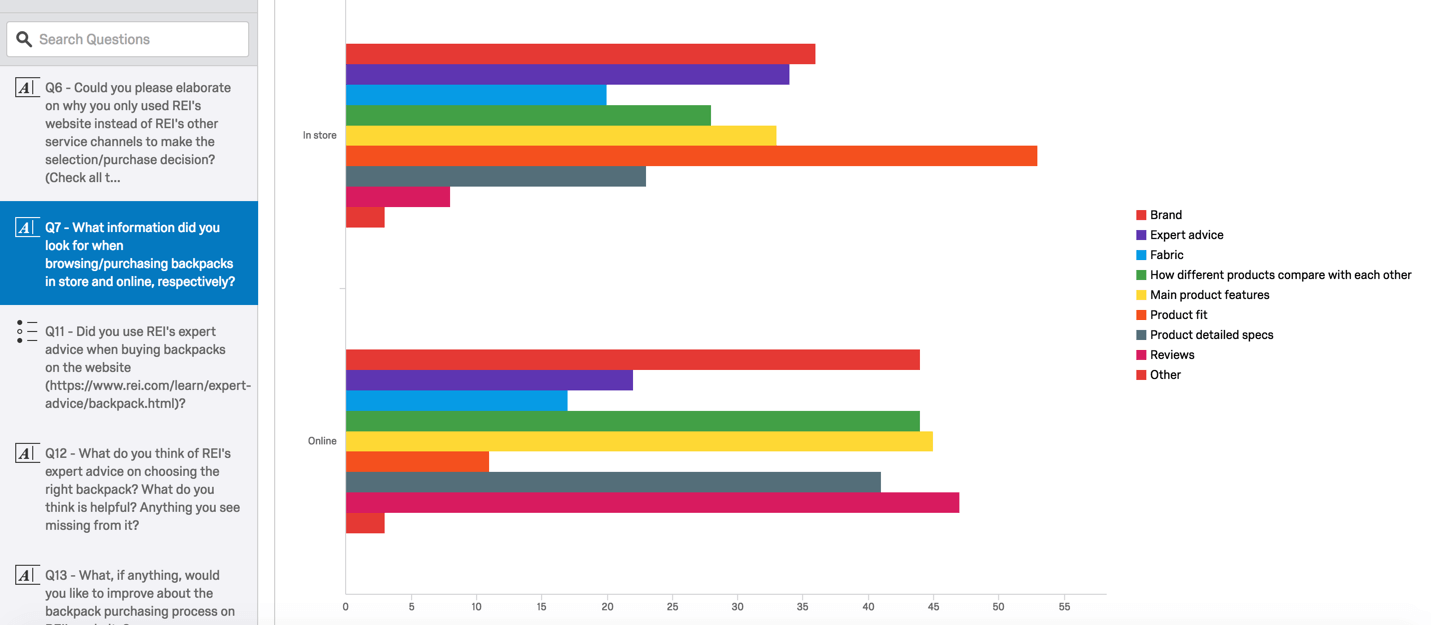 Search Questions
Q6 - Could you please elaborate
on why you only used REI's
website instead of REI's other
service channels to make the
selection/purchase decision?
(Check all t...
Q7 - What information did you
look for when
browsing/purchasing backpacks
in store and online, respectively?
Q11 - Did you use REI's expert
advice when buying backpacks
on the website
(https://www.rei.com/learn/expert-
advice/backpack.html)?
Q12 - What do you think of REI's
expert advice on choosing the
right backpack? What do you
think is helpful? Anything you see
missing from it?
Q13 - What, if anything, would
you like to improve about the
backpack purchasing process on
In store
Online
0 5 10 15 20 25 30 35 40 45 50 55
Brand
Expert advice
Fabric
How different products compare with each other
Main product features
Product fit
Product detailed specs
Reviews
Other